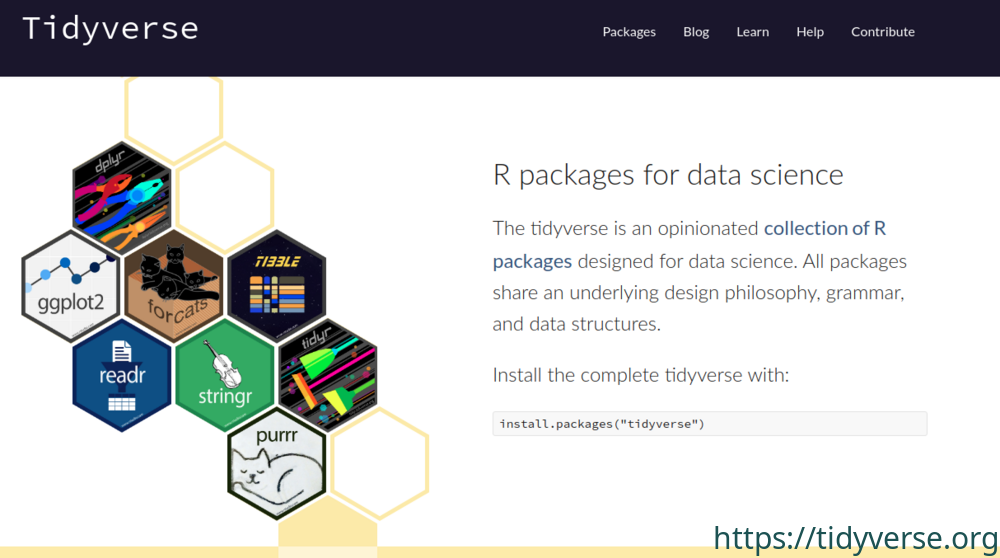 Tidyverse
Packages Blog Learn Help Contribute
dplyr
ggplot2
forcats
TIBBLE
readr
stringr
tidyr
purrr
R packages for data science
The tidyverse is an opinionated collection of R
packages designed for data science. All packages
share an underlying design philosophy, grammar,
and data structures.
Install the complete tidyverse with:
install.packages("tidyverse")
https://tidyverse.org